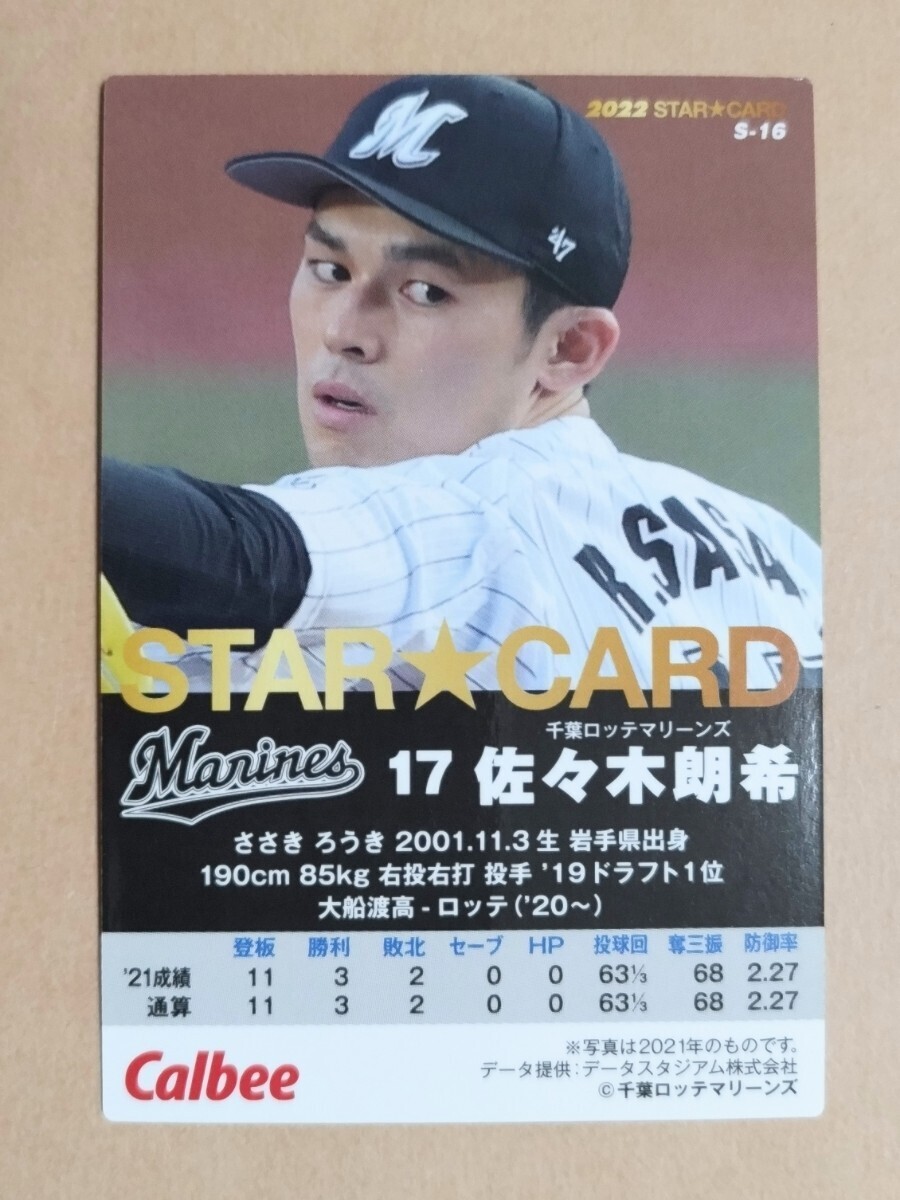 2022 STAR★CARD
S-16
M
'47
R.SASA
STAR★CARD
千葉ロッテマリーンズ
Marines 17 佐々木朗希
ささき ろうき 2001.11.3生 岩手県出身
190cm 85kg 右投右打 投手 '19ドラフト1位
大船渡高-ロッテ('20〜)
登板 勝利 敗北 セーブ HP 投球回 奪三振 防御率
'21成績 11 3 2 0 0 63⅓ 68 2.27
通算 11 3 2 0 0 63⅓ 68 2.27
Calbee
※写真は2021年のものです。
データ提供:データスタジアム株式会社
©千葉ロッテマリーンズ